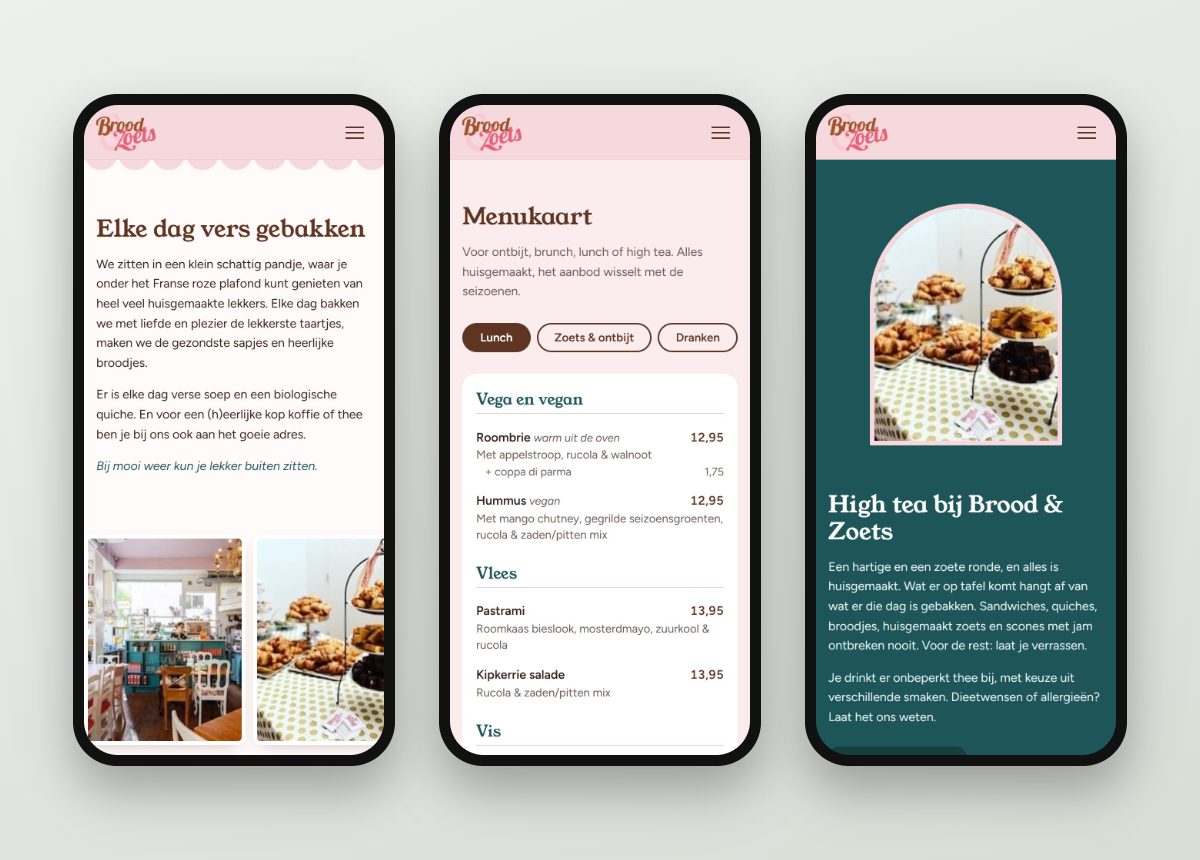 Brood
& Zoets
Elke dag vers gebakken
We zitten in een klein schattig pandje, waar je
onder het Franse roze plafond kunt genieten van
heel veel huisgemaakte lekkers. Elke dag bakken
we met liefde en plezier de lekkerste taartjes,
maken we de gezondste sapjes en heerlijke
broodjes.
Er is elke dag verse soep en een biologische
quiche. En voor een (h)eerlijke kop koffie of thee
ben je bij ons ook aan het goeie adres.
Bij mooi weer kun je lekker buiten zitten.
Brood
& Zoets
Menukaart
Voor ontbijt, brunch, lunch of high tea. Alles
huisgemaakt, het aanbod wisselt met de
seizoenen.
Lunch Zoets & ontbijt Dranken
Vega en vegan
Roombrie warm uit de oven 12,95
Met appelstroop, rucola & walnoot
+ coppa di parma 1,75
Hummus vegan 12,95
Met mango chutney, gegrilde seizoensgroenten,
rucola & zaden/pitten mix
Vlees
Pastrami 13,95
Roomkaas bieslook, mosterdmayo, zuurkool &
rucola
Kipkerrie salade 13,95
Rucola & zaden/pitten mix
Vis
Brood
& Zoets
High tea bij Brood &
Zoets
Een hartige en een zoete ronde, en alles is
huisgemaakt. Wat er op tafel komt hangt af van
wat er die dag is gebakken. Sandwiches, quiches,
broodjes, huisgemaakt zoets en scones met jam
ontbreken nooit. Voor de rest: laat je verrassen.
Je drinkt er onbeperkt thee bij, met keuze uit
verschillende smaken. Dieetwensen of allergieën?
Laat het ons weten.